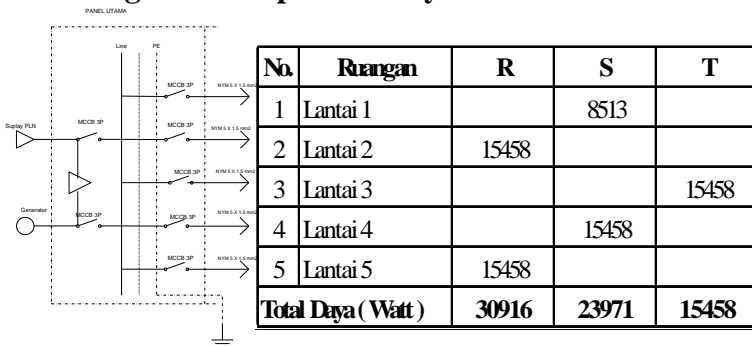 PANEL UTAMA
Line
PE
Suplay PLN
Generator
MCCB 3P
MCCB 3P
MCCB 3P
NYM 5 X 1.5 mm2
MCCB 3P
NYM 5 X 1.5 mm2
MCCB 3P
NYM 5 X 1.5 mm2
MCCB 3P
NYM 5 X 1.5 mm2
MCCB 3P
NYM 5 X 1.5 mm2
No. Ruangan R S T
1 Lantai 1 8513
2 Lantai 2 15458
3 Lantai 3 15458
4 Lantai 4 15458
5 Lantai 5 15458
Total Daya ( Watt ) 30916 23971 15458